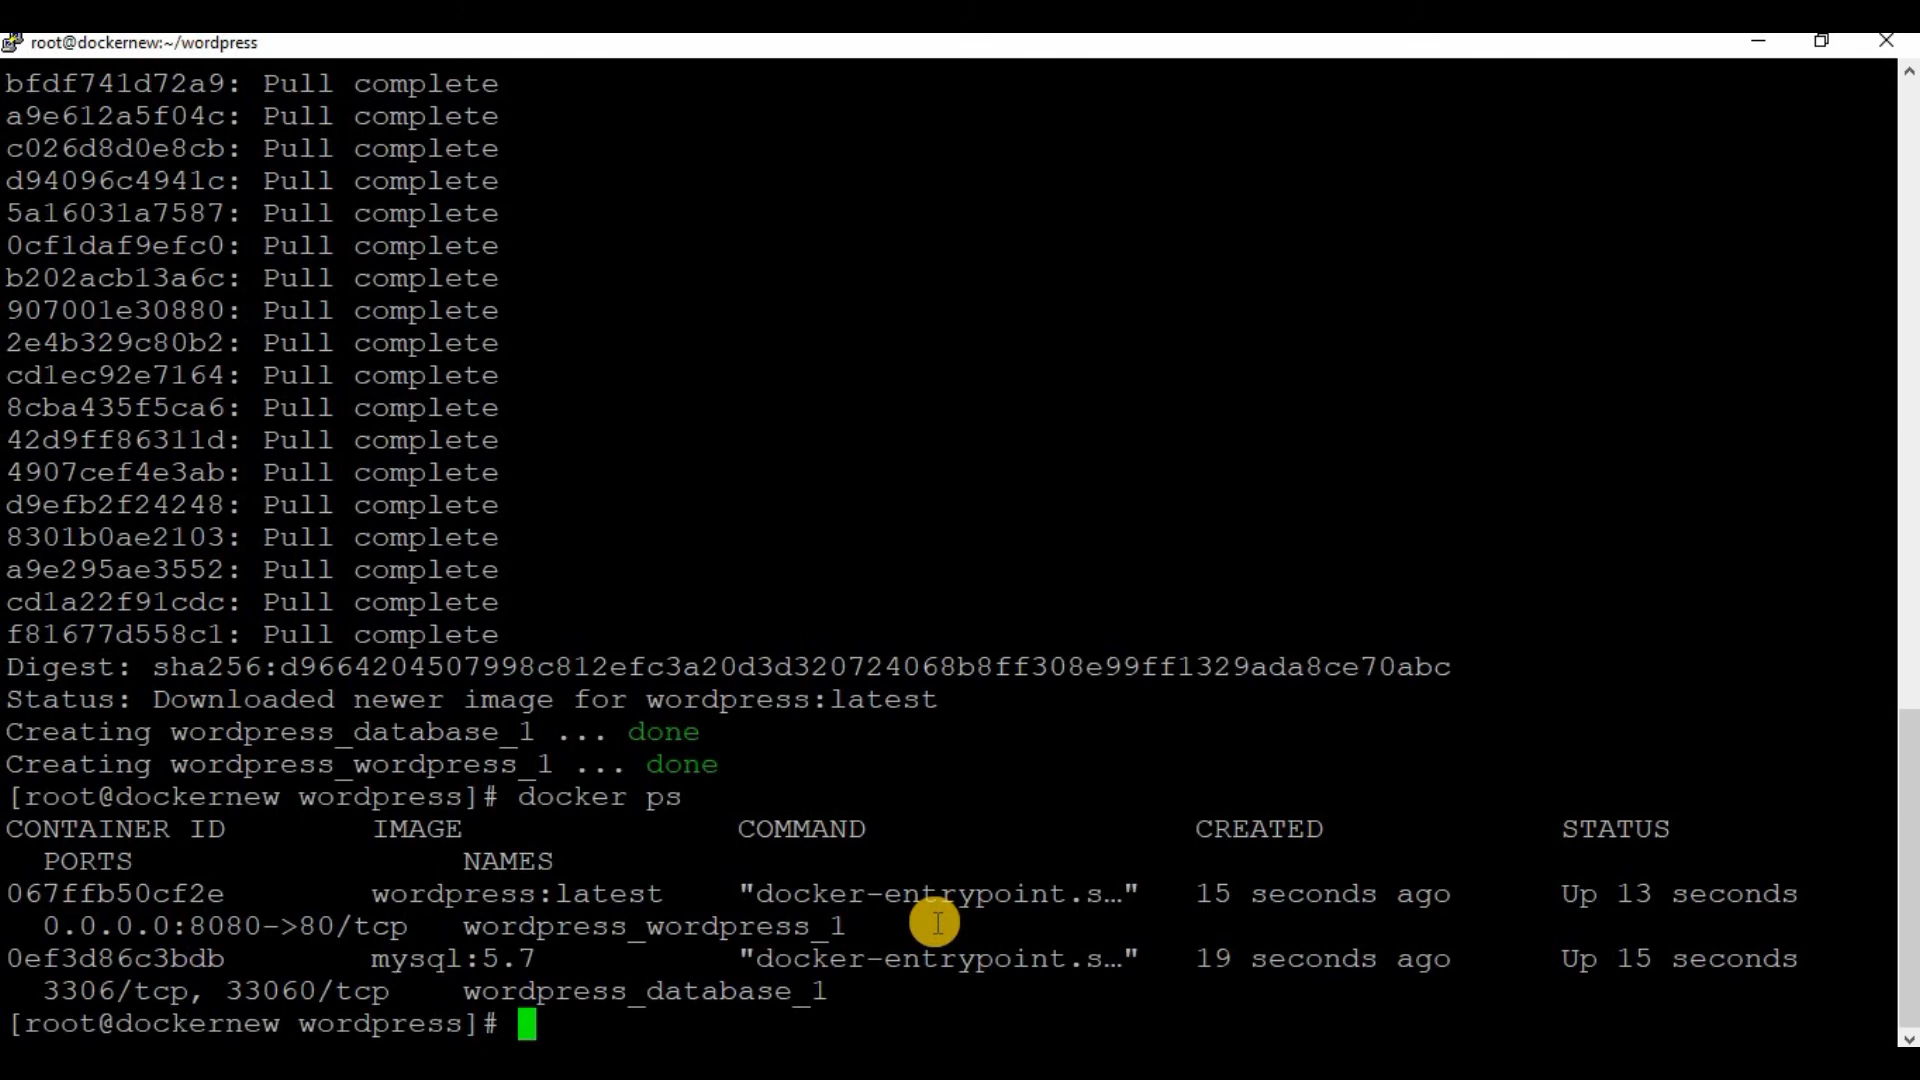 root@dockernew:~/wordpress
bfdf741d72a9: Pull complete
a9e612a5f04c: Pull complete
c026d8d0e8cb: Pull complete
d94096c4941c: Pull complete
5a16031a7587: Pull complete
0cf1daf9efc0: Pull complete
b202acb13a6c: Pull complete
907001e30880: Pull complete
2e4b329c80b2: Pull complete
cd1ec92e7164: Pull complete
8cba435f5ca6: Pull complete
42d9ff86311d: Pull complete
4907cef4e3ab: Pull complete
d9efb2f24248: Pull complete
8301b0ae2103: Pull complete
a9e295ae3552: Pull complete
cd1a22f91cdc: Pull complete
f81677d558c1: Pull complete
Digest: sha256:d9664204507998c812efc3a20d3d320724068b8ff308e99ff1329ada8ce70abc
Status: Downloaded newer image for wordpress:latest
Creating wordpress_database_1 ... done
Creating wordpress_wordpress_1 ... done
[root@dockernew wordpress]# docker ps
CONTAINER ID IMAGE COMMAND CREATED STATUS
PORTS NAMES
067ffb50cf2e wordpress:latest "docker-entrypoint.s…" 15 seconds ago Up 13 seconds
0.0.0.0:8080->80/tcp wordpress_wordpress_1
0ef3d86c3bdb mysql:5.7 "docker-entrypoint.s…" 19 seconds ago Up 15 seconds
3306/tcp, 33060/tcp wordpress_database_1
[root@dockernew wordpress]#